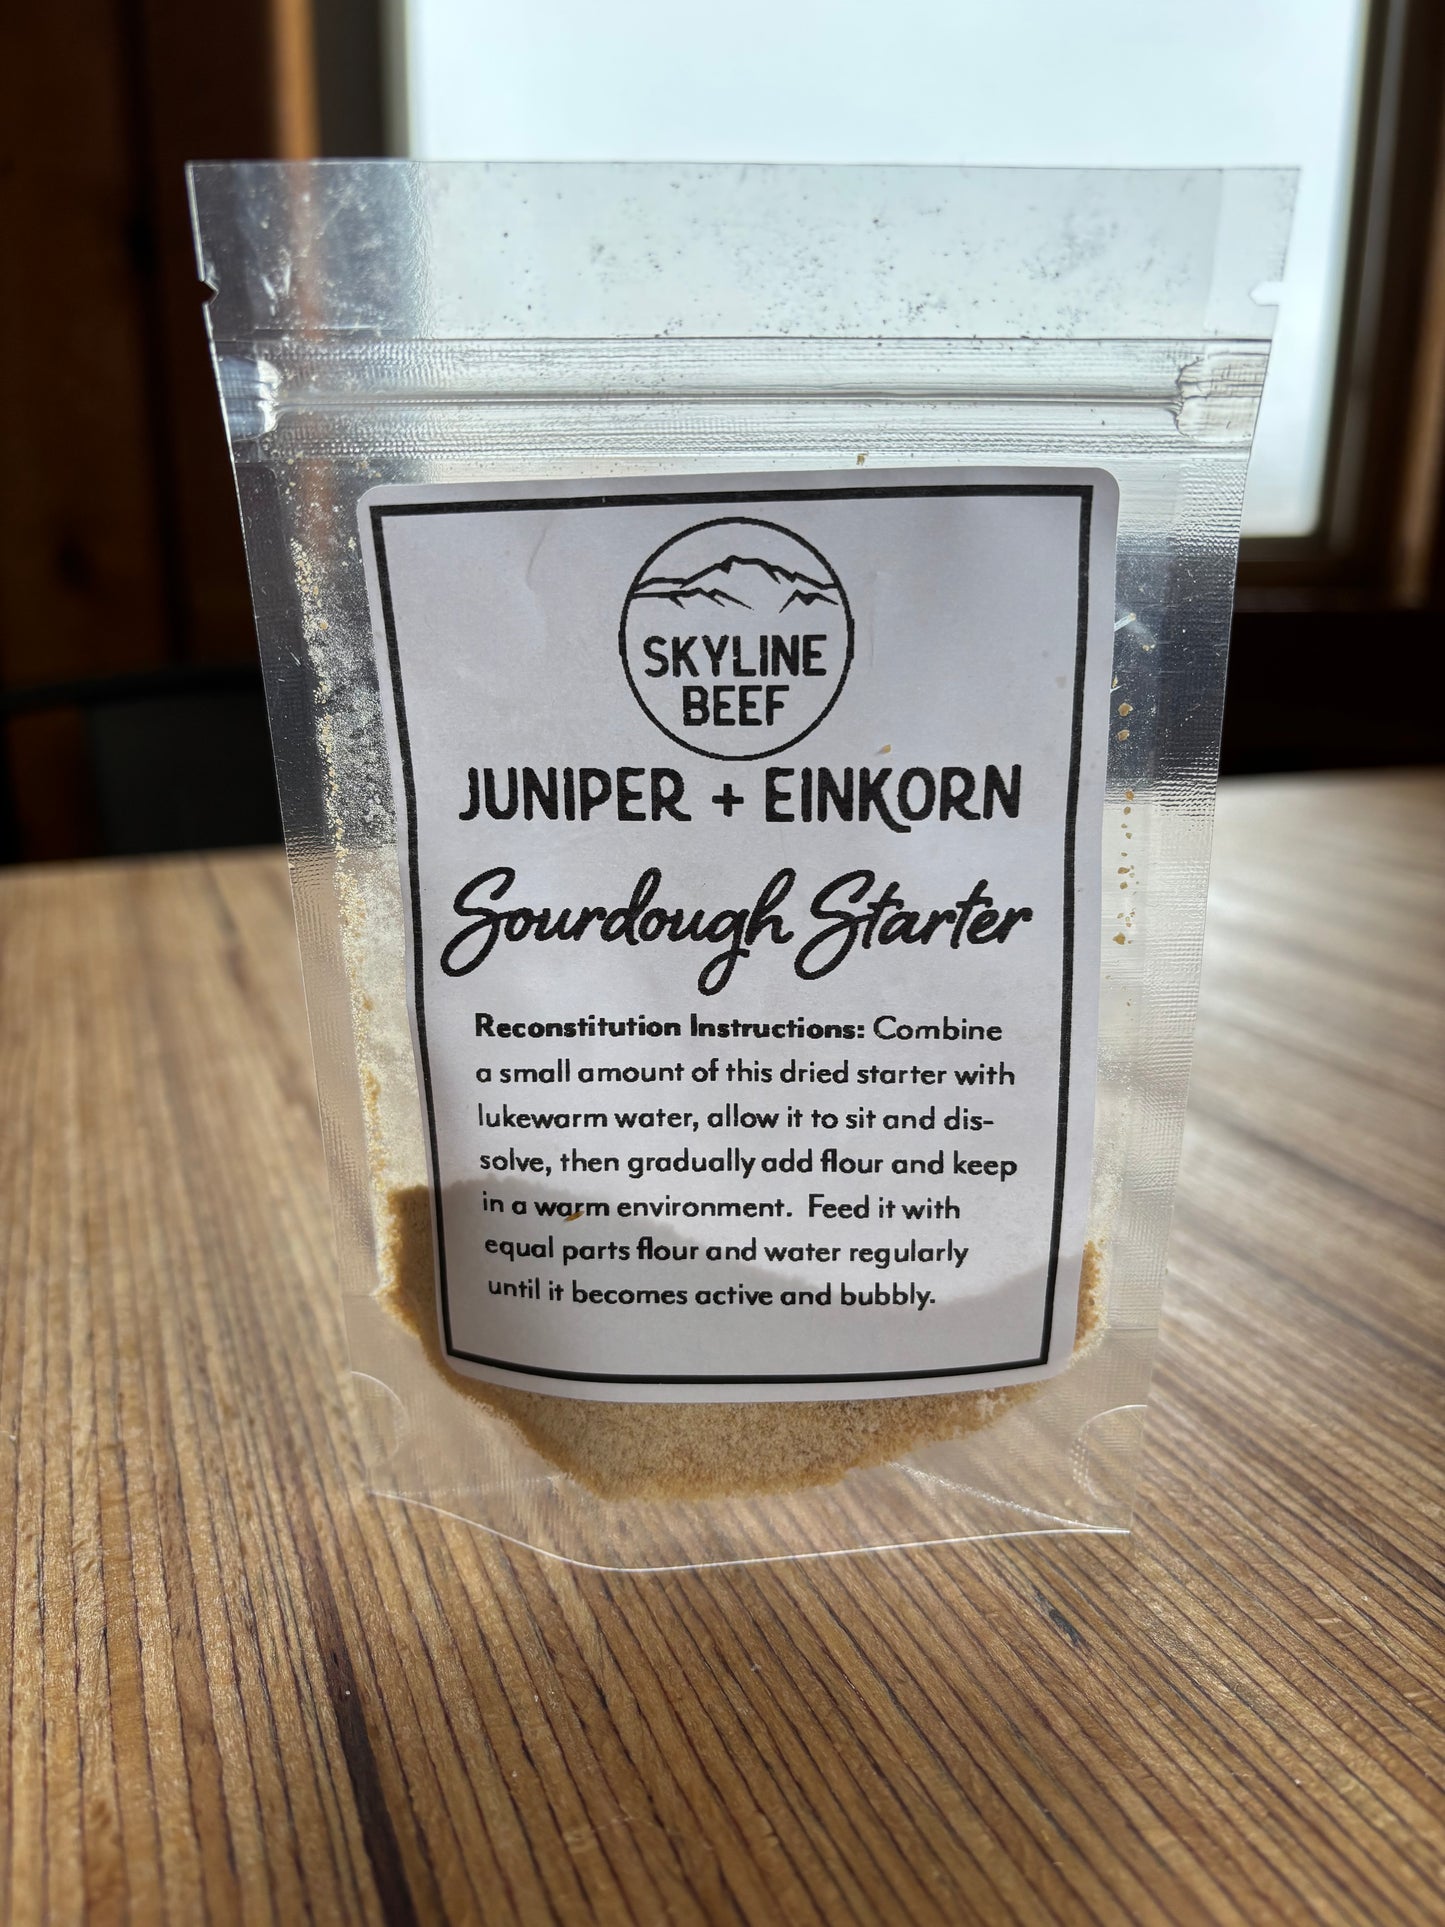 SKYLINE
BEEF
JUNIPER + EINKORN
Sourdough Starter
Reconstitution Instructions: Combine
a small amount of this dried starter with
lukewarm water, allow it to sit and dis-
solve, then gradually add flour and keep
in a warm environment. Feed it with
equal parts flour and water regularly
until it becomes active and bubbly.